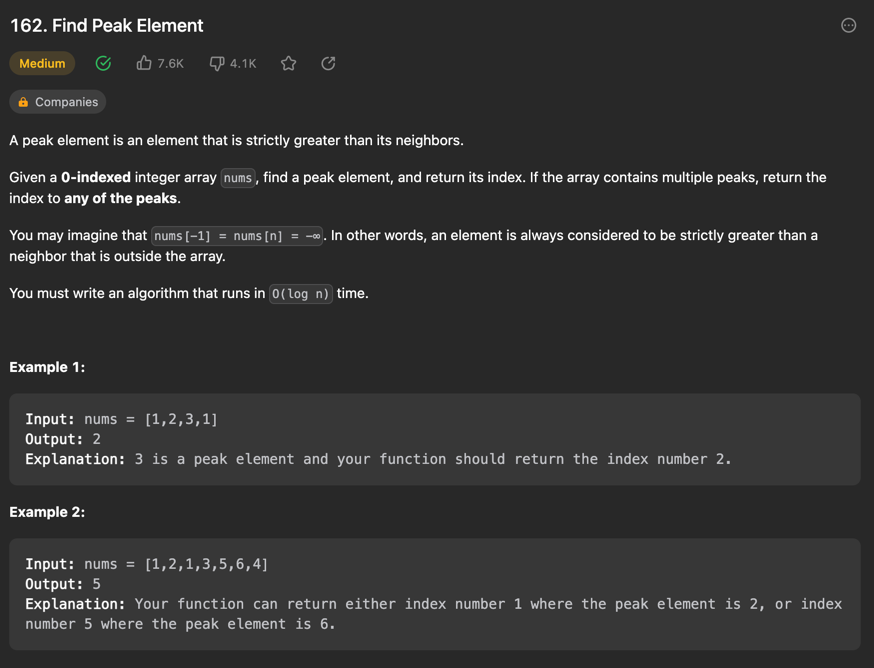 162. Find Peak Element
Medium 7.6K 4.1K
Companies
A peak element is an element that is strictly greater than its neighbors.
Given a 0-indexed integer array nums, find a peak element, and return its index. If the array contains multiple peaks, return the
index to any of the peaks.
You may imagine that nums[-1] = nums[n] = -∞. In other words, an element is always considered to be strictly greater than a
neighbor that is outside the array.
You must write an algorithm that runs in O(log n) time.
Example 1:
Input: nums = [1,2,3,1]
Output: 2
Explanation: 3 is a peak element and your function should return the index number 2.
Example 2:
Input: nums = [1,2,1,3,5,6,4]
Output: 5
Explanation: Your function can return either index number 1 where the peak element is 2, or index
number 5 where the peak element is 6.